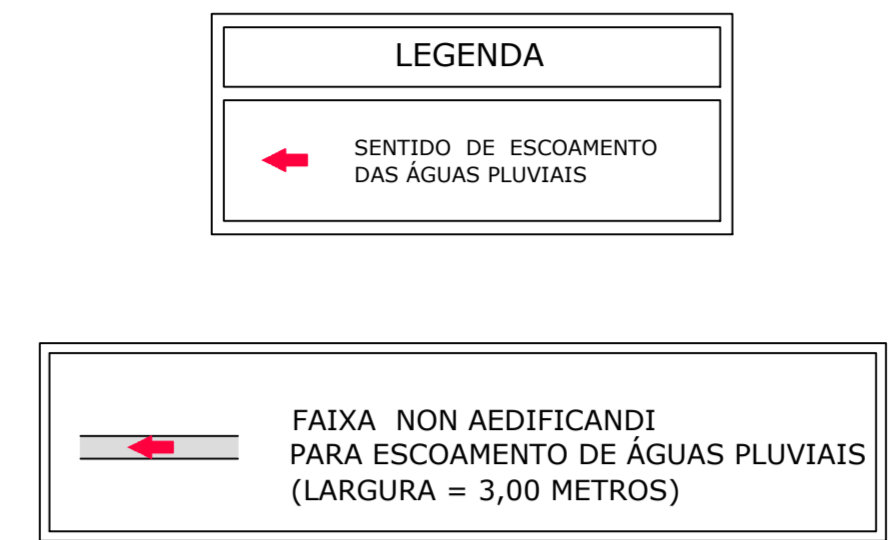 LEGENDA
SENTIDO DE ESCOAMENTO
DAS ÁGUAS PLUVIAIS
FAIXA NON AEDIFICANDI
PARA ESCOAMENTO DE ÁGUAS PLUVIAIS
(LARGURA = 3,00 METROS)